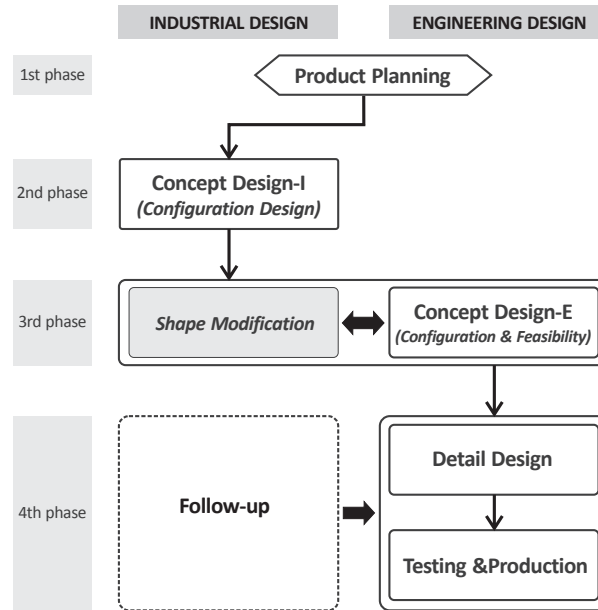 INDUSTRIAL DESIGN
ENGINEERING DESIGN
1st phase
Product Planning
2nd phase
Concept Design-I
(Configuration Design)
3rd phase
Shape Modification
Concept Design-E
(Configuration & Feasibility)
4th phase
Follow-up
Detail Design
Testing &Production